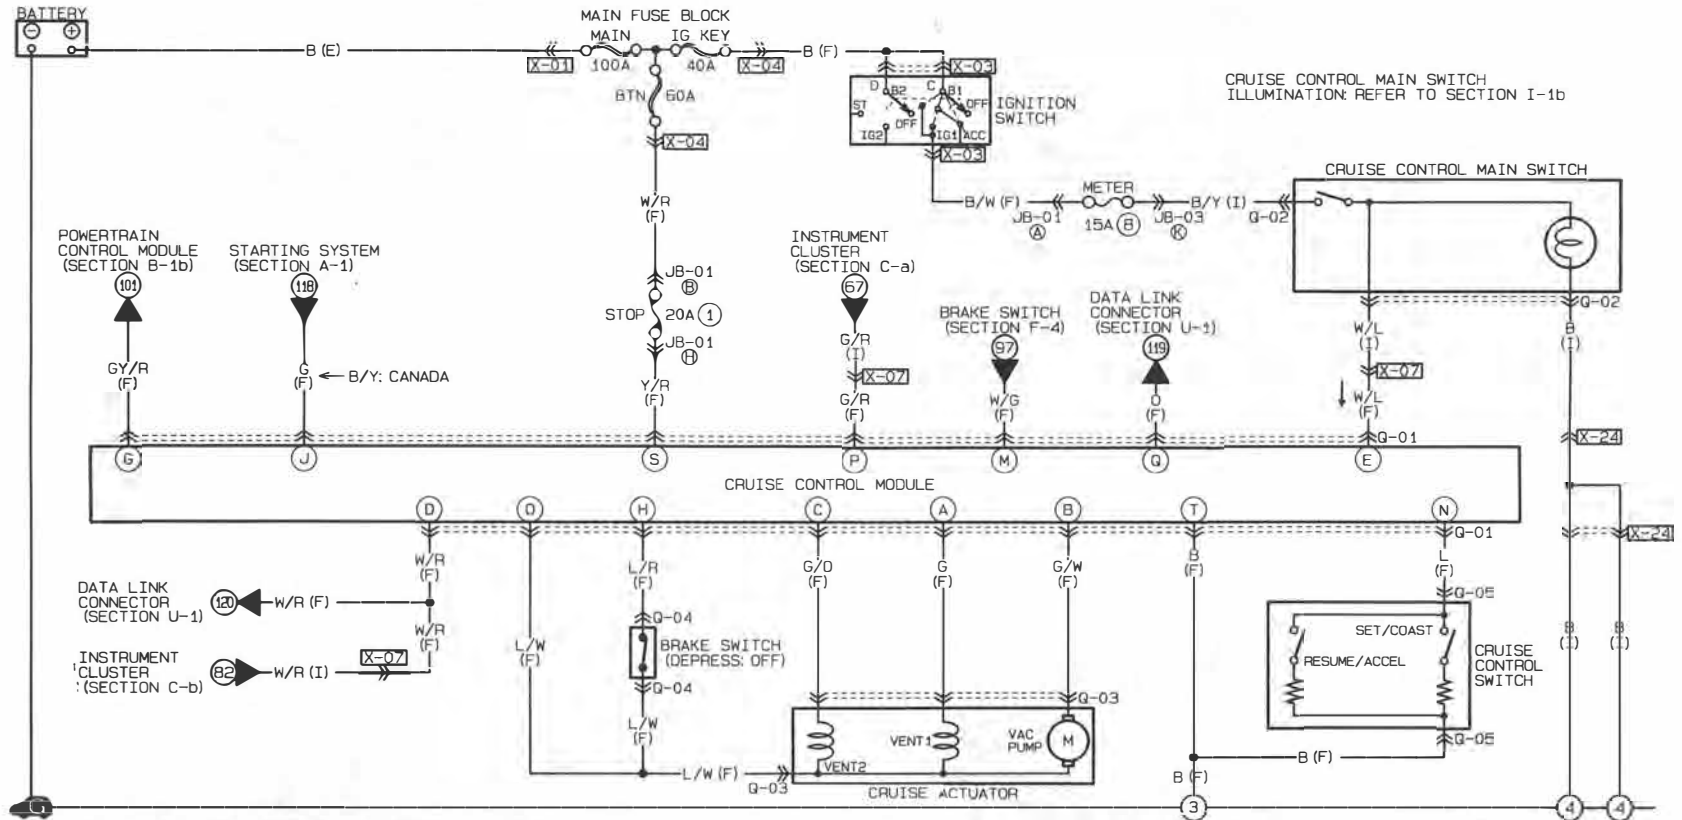 BATTERY
MAIN FUSE BLOCK
MAIN
IG KEY
B (E)
X-01
100A
40A
X-04
B (F)
X-03
BTN
60A
X-04
D
B2
C
B1
ST
OFF
OFF
IG2
IG1
ACC
IGNITION
SWITCH
X-03
CRUISE CONTROL MAIN SWITCH
ILLUMINATION: REFER TO SECTION I-1b
CRUISE CONTROL MAIN SWITCH
W/R
(F)
B/W (F)
JB-01
A
METER
15A
B
JB-03
K
B/Y (I)
Q-02
POWERTRAIN
CONTROL MODULE
(SECTION B-1b)
101
STARTING SYSTEM
(SECTION A-1)
118
JB-01
B
STOP
20A
1
JB-01
H
INSTRUMENT
CLUSTER
(SECTION C-a)
67
BRAKE SWITCH
(SECTION F-4)
97
DATA LINK
CONNECTOR
(SECTION U-1)
119
Q-02
G/R
(I)
W/L
(I)
B
(I)
GY/R
(F)
G
(F)
B/Y: CANADA
Y/R
(F)
X-07
G/R
(F)
W/G
(F)
O
(F)
X-07
W/L
(F)
Q-01
X-24
G
J
S
P
M
Q
E
CRUISE CONTROL MODULE
D
O
H
C
A
B
T
N
Q-01
X-24
W/R
(F)
L/R
(F)
G/O
(F)
G
(F)
G/W
(F)
B
(F)
L
(F)
DATA LINK
CONNECTOR
(SECTION U-1)
120
W/R (F)
W/R
(F)
Q-04
Q-05
BRAKE SWITCH
(DEPRESS: OFF)
L/W
(F)
SET/COAST
RESUME/ACCEL
CRUISE
CONTROL
SWITCH
B
(I)
B
(I)
INSTRUMENT
CLUSTER
(SECTION C-b)
82
W/R (I)
X-07
Q-04
L/W
(F)
Q-03
VENT1
VENT2
VAC
PUMP
M
Q-05
L/W (F)
Q-03
CRUISE ACTUATOR
B (F)
B (F)
3
4
4